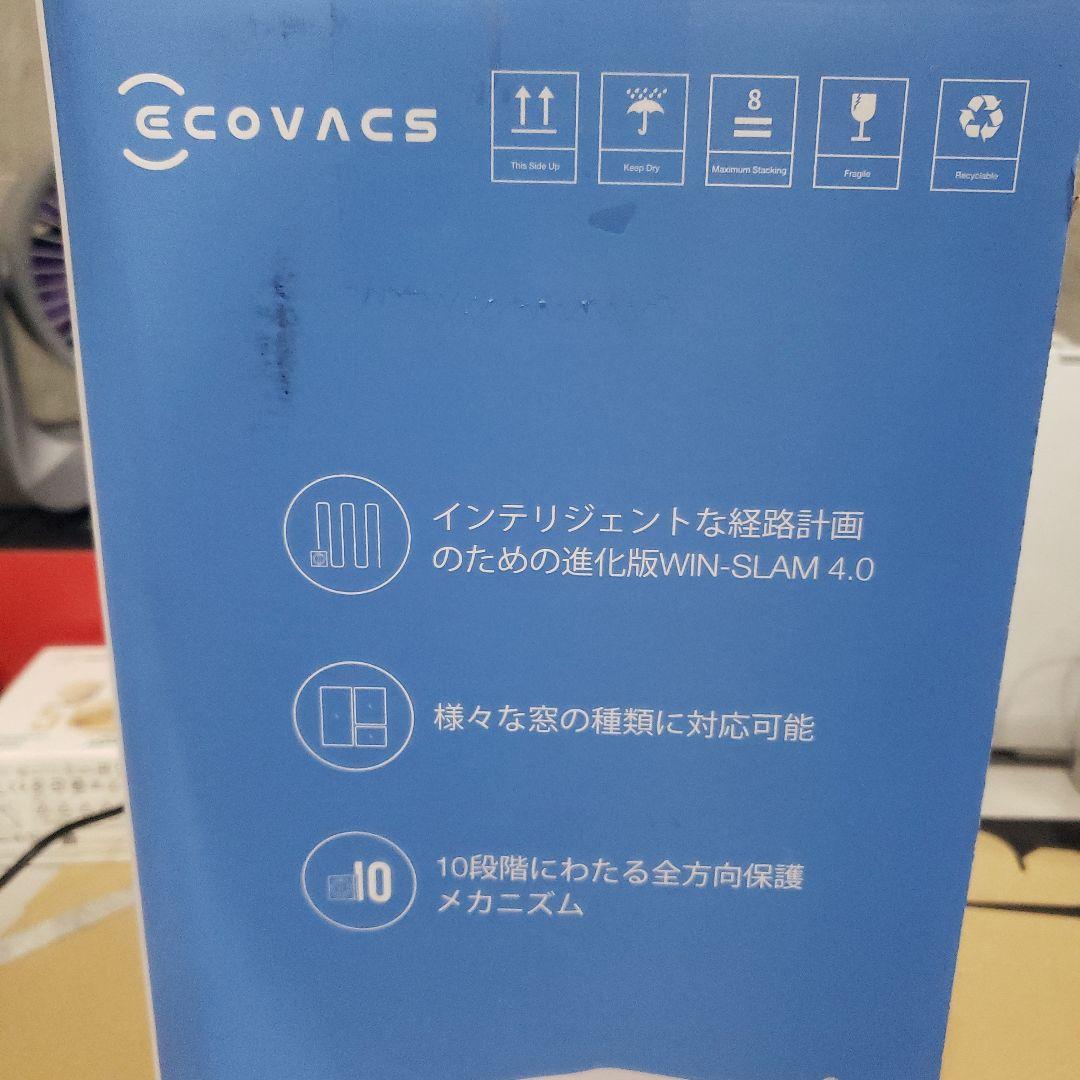 ECOVACS
8
This Side Up
Keep Dry
Maximum Stacking
Fragile
Recyclable
インテリジェントな経路計画
のための進化版WIN-SLAM 4.0
様々な窓の種類に対応可能
10
10段階にわたる全方向保護
メカニズム